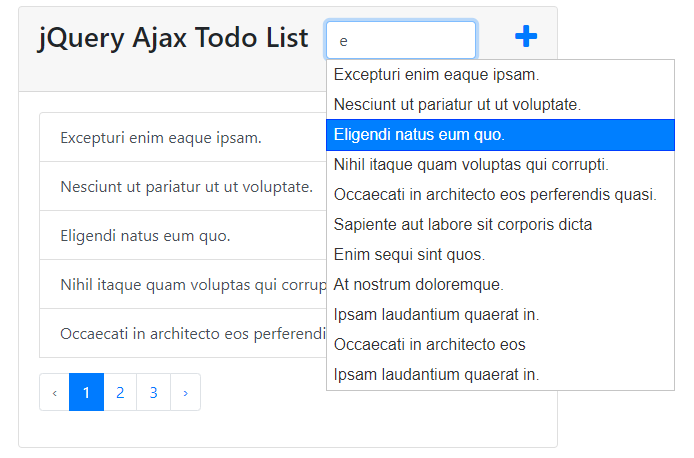 jQuery Ajax Todo List
e
Excepturi enim eaque ipsam.
Nesciunt ut pariatur ut ut voluptate.
Eligendi natus eum quo.
Nihil itaque quam voluptas qui corrupti.
Occaecati in architecto eos perferendis quasi.
Sapiente aut labore sit corporis dicta
Enim sequi sint quos.
At nostrum doloremque.
Ipsam laudantium quaerat in.
Occaecati in architecto eos
Ipsam laudantium quaerat in.
Excepturi enim eaque ipsam.
Nesciunt ut pariatur ut ut voluptate.
Eligendi natus eum quo.
Nihil itaque quam voluptas qui corrup
Occaecati in architecto eos perferendi
‹ 1 2 3 ›